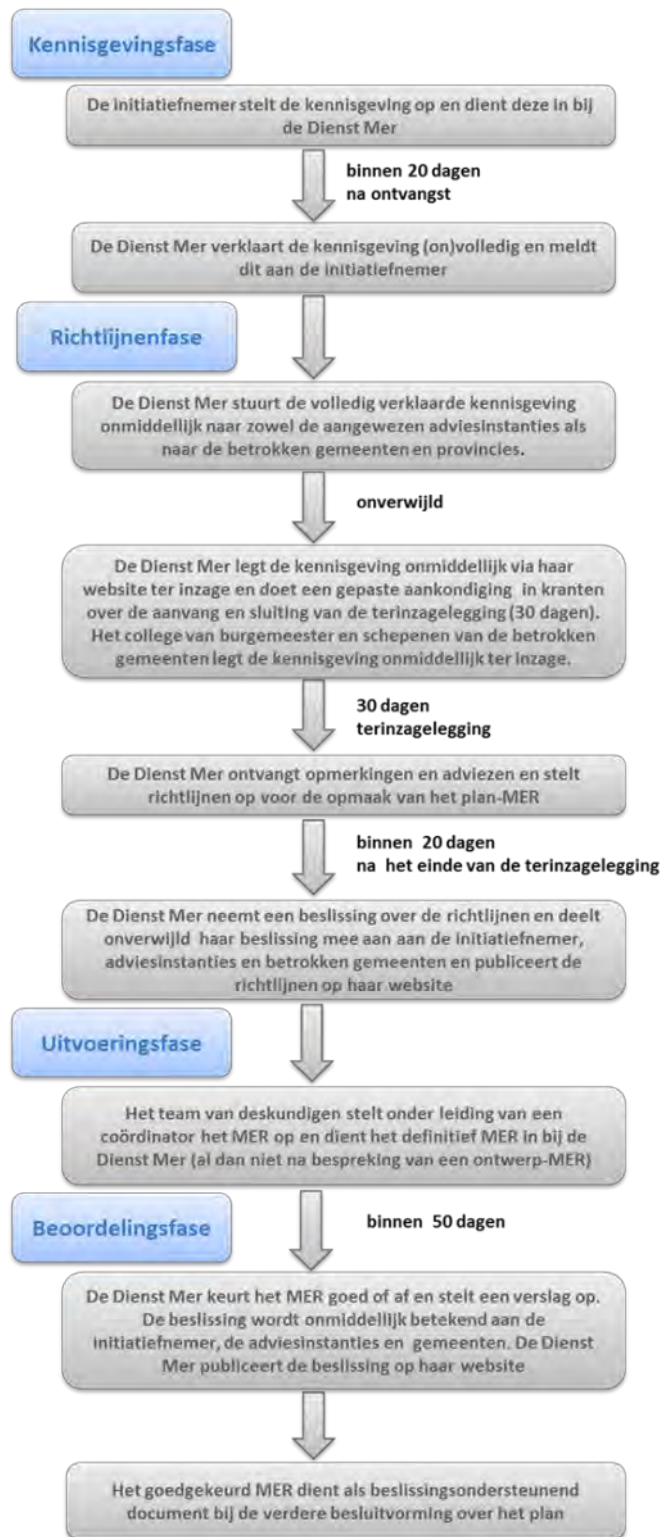 Kennisgevingsfase
De initiatiefnemer stelt de kennisgeving op en dient deze in bij
de Dienst Mer
binnen 20 dagen
na ontvangst
De Dienst Mer verklaart de kennisgeving (on)volledig en meldt
dit aan de initiatiefnemer
Richtlijnenfase
De Dienst Mer stuurt de volledig verklaarde kennisgeving
onmiddellijk naar zowel de aangewezen adviesinstanties als
naar de betrokken gemeenten en provincies.
onverwijld
De Dienst Mer legt de kennisgeving onmiddellijk via haar
website ter inzage en doet een gepaste aankondiging in kranten
over de aanvang en sluiting van de terinzagelegging (30 dagen).
Het college van burgemeester en schepenen van de betrokken
gemeenten legt de kennisgeving onmiddellijk ter inzage.
30 dagen
terinzagelegging
De Dienst Mer ontvangt opmerkingen en adviezen en stelt
richtlijnen op voor de opmaak van het plan-MER
binnen 20 dagen
na het einde van de terinzagelegging
De Dienst Mer neemt een beslissing over de richtlijnen en deelt
onverwijld haar beslissing mee aan aan de initiatiefnemer,
adviesinstanties en betrokken gemeenten en publiceert de
richtlijnen op haar website
Uitvoeringsfase
Het team van deskundigen stelt onder leiding van een
coördinator het MER op en dient het definitief MER in bij de
Dienst Mer (al dan niet na bespreking van een ontwerp-MER)
Beoordelingsfase
binnen 50 dagen
De Dienst Mer keurt het MER goed of af en stelt een verslag op.
De beslissing wordt onmiddellijk betekend aan de
initiatiefnemer, de adviesinstanties en gemeenten. De Dienst
Mer publiceert de beslissing op haar website
Het goedgekeurd MER dient als beslissingsondersteunend
document bij de verdere besluitvorming over het plan